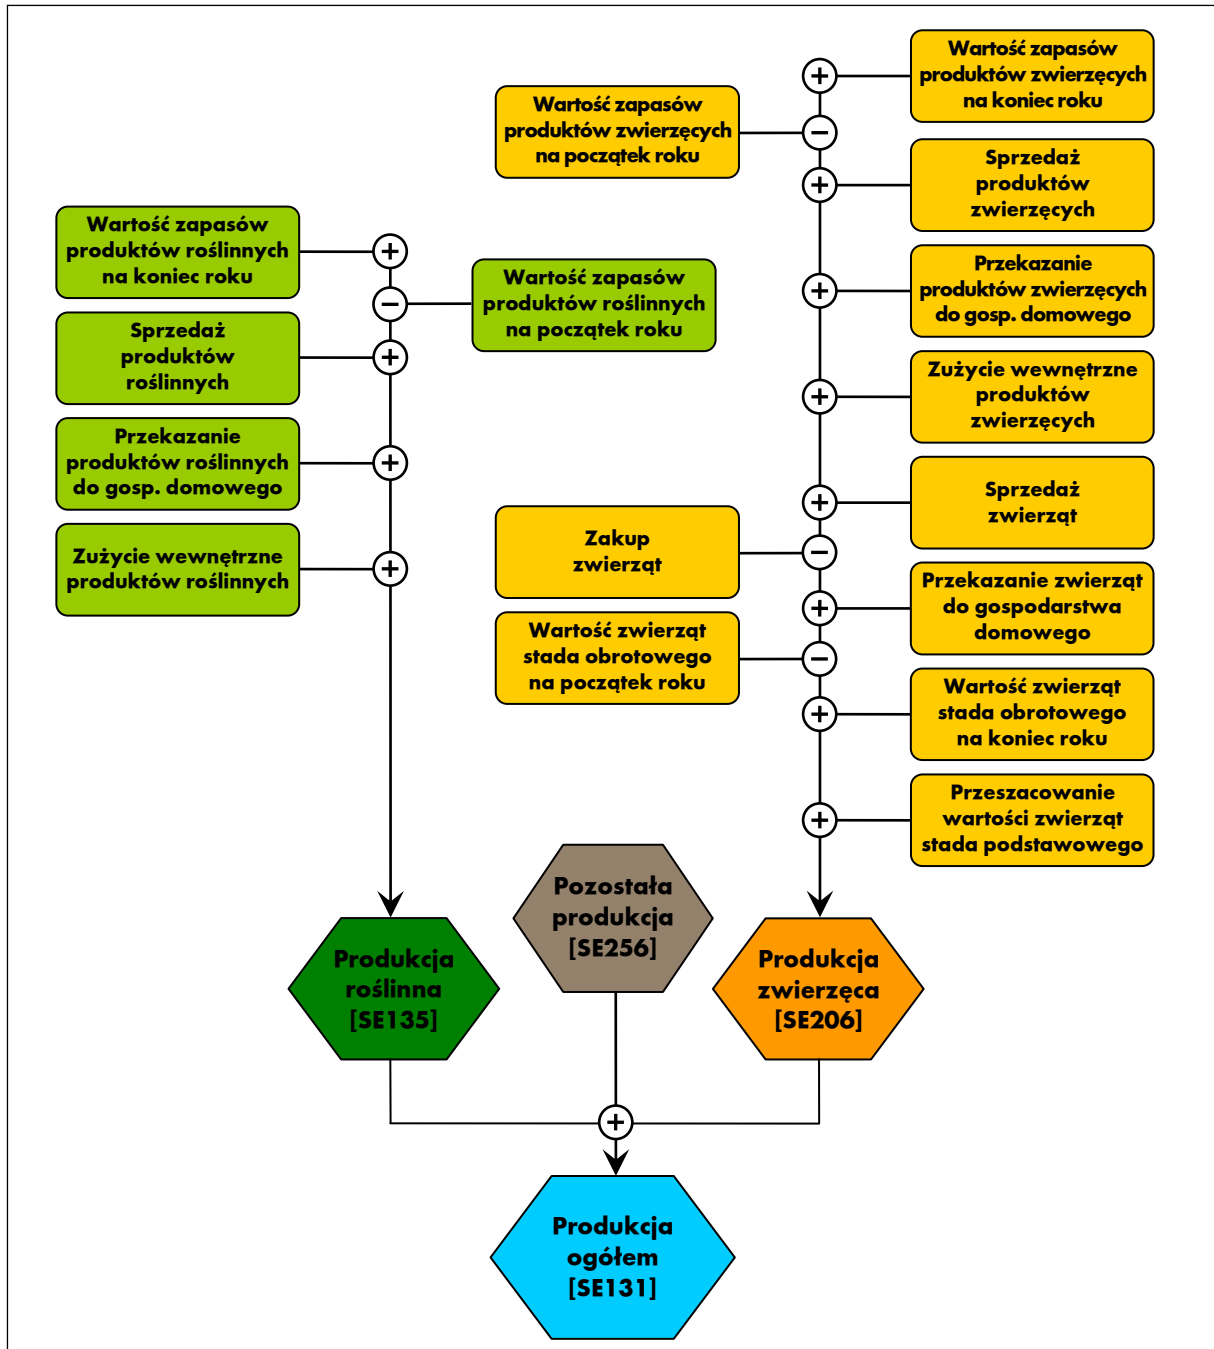 Wartość zapasów
produktów zwierzęcych
na koniec roku
Wartość zapasów
produktów zwierzęcych
na początek roku
Sprzedaż
produktów
zwierzęcych
Wartość zapasów
produktów roślinnych
na koniec roku
Przekazanie
produktów zwierzęcych
do gosp. domowego
Wartość zapasów
produktów roślinnych
na początek roku
Sprzedaż
produktów
roślinnych
Zużycie wewnętrzne
produktów
zwierzęcych
Przekazanie
produktów roślinnych
do gosp. domowego
Sprzedaż
zwierząt
Zakup
zwierząt
Zużycie wewnętrzne
produktów roślinnych
Przekazanie zwierząt
do gospodarstwa
domowego
Wartość zwierząt
stada obrotowego
na początek roku
Wartość zwierząt
stada obrotowego
na koniec roku
Przeszacowanie
wartości zwierząt
stada podstawowego
Pozostała
produkcja
[SE256]
Produkcja
roślinna
[SE135]
Produkcja
zwierzęca
[SE206]
Produkcja
ogółem
[SE131]